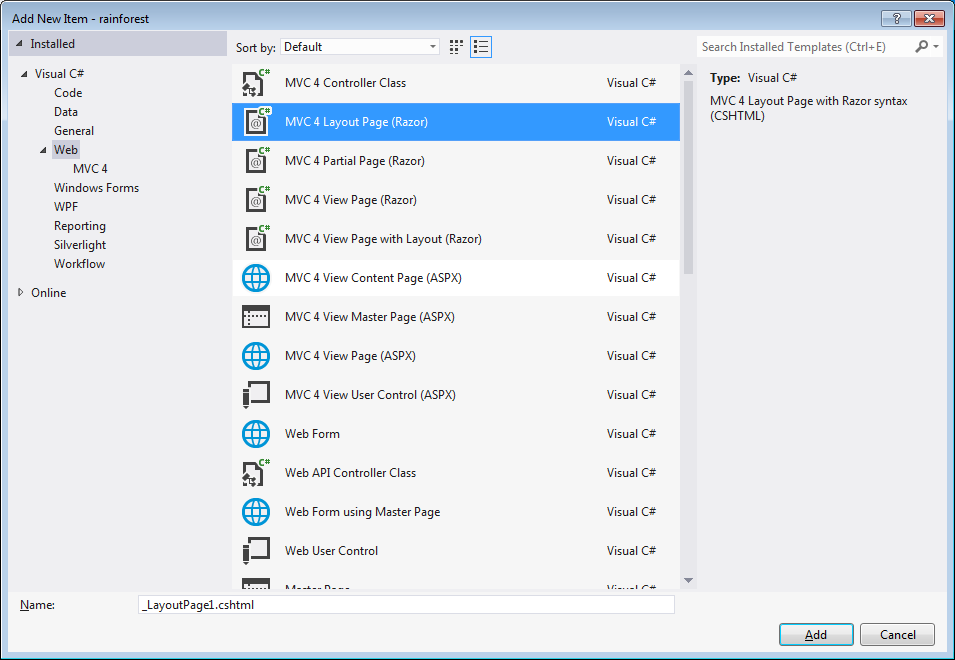 Add New Item - rainforest
?
Installed
Sort by: Default
Search Installed Templates (Ctrl+E)
Visual C#
Code
Data
General
Web
MVC 4
Windows Forms
WPF
Reporting
Silverlight
Workflow
Online
C# MVC 4 Controller Class Visual C#
C# @ MVC 4 Layout Page (Razor) Visual C#
C# @ MVC 4 Partial Page (Razor) Visual C#
C# @ MVC 4 View Page (Razor) Visual C#
C# @ MVC 4 View Page with Layout (Razor) Visual C#
MVC 4 View Content Page (ASPX) Visual C#
MVC 4 View Master Page (ASPX) Visual C#
MVC 4 View Page (ASPX) Visual C#
MVC 4 View User Control (ASPX) Visual C#
Web Form Visual C#
C# Web API Controller Class Visual C#
Web Form using Master Page Visual C#
Web User Control Visual C#
Master Page Visual C#
Type: Visual C#
MVC 4 Layout Page with Razor syntax
(CSHTML)
Name: _LayoutPage1.cshtml
Add Cancel